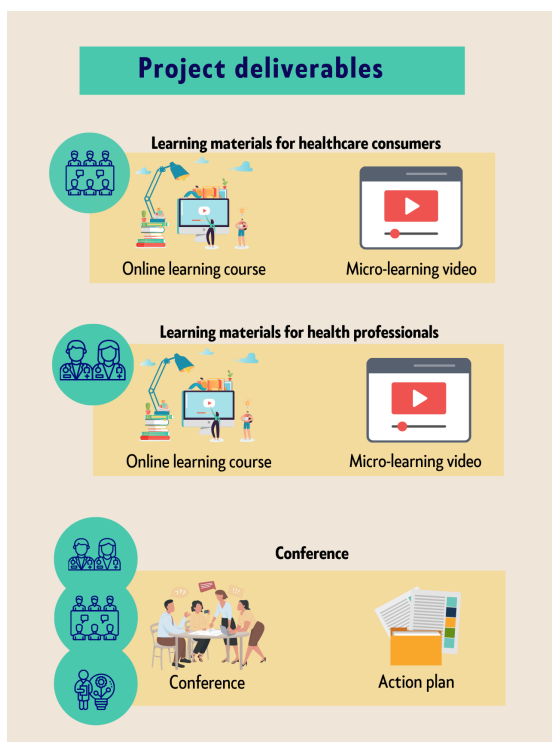 Project deliverables
Learning materials for healthcare consumers
Online learning course
Micro-learning video
Learning materials for health professionals
Online learning course
Micro-learning video
Conference
Conference
Action plan